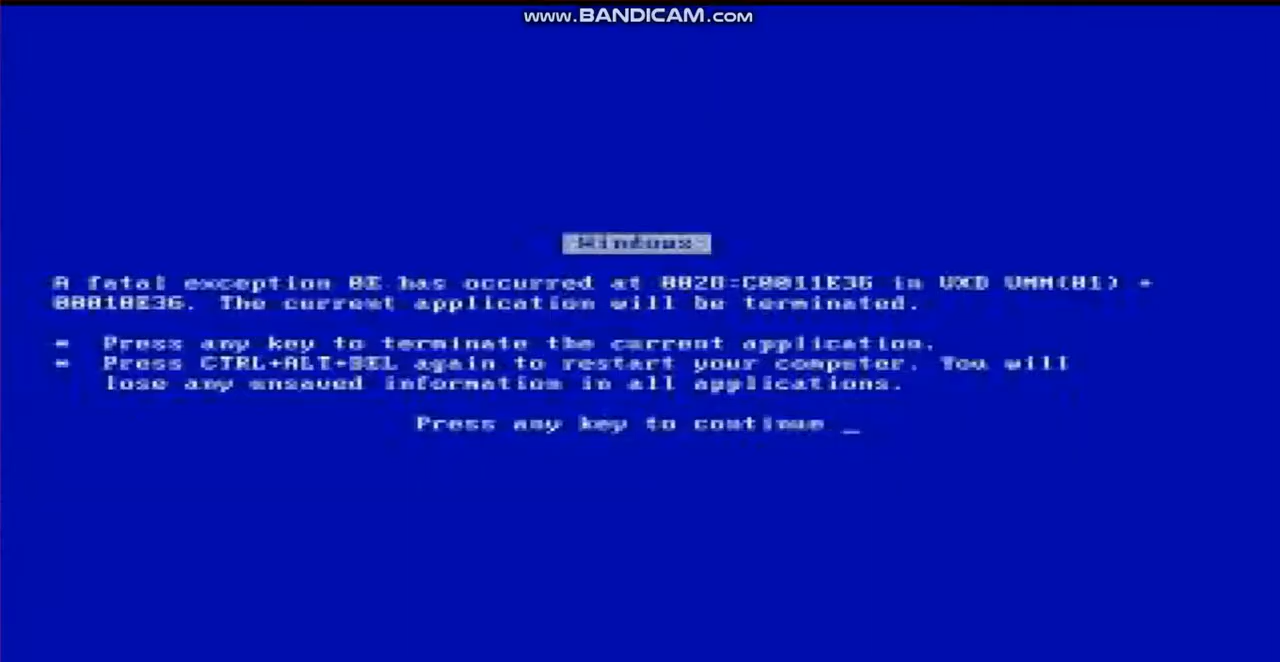 www.BANDICAM.com
Windows
A fatal exception 0E has occurred at 0028:C0011E36 in VXD VMM(01) +
00010E36. The current application will be terminated.
* Press any key to terminate the current application.
* Press CTRL+ALT+DEL again to restart your computer. You will
lose any unsaved information in all applications.
Press any key to continue _